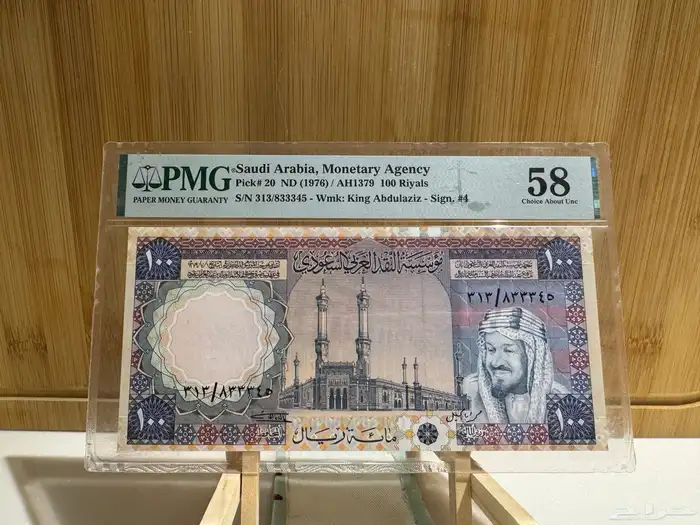 PMG
PAPER MONEY GUARANTY
Saudi Arabia, Monetary Agency
Pick# 20 ND (1976) / AH1379 100 Riyals
S/N 313/833345 - Wmk: King Abdulaziz - Sign. #4
58
Choice About Unc
١٠٠
مؤسسة النقد العربي السعودي
١٠٠
٣١٣/٨٣٣٣٤٥
٣١٣/٨٣٣٣٤٥
١٠٠
مائة ريال
١٠٠
حراج